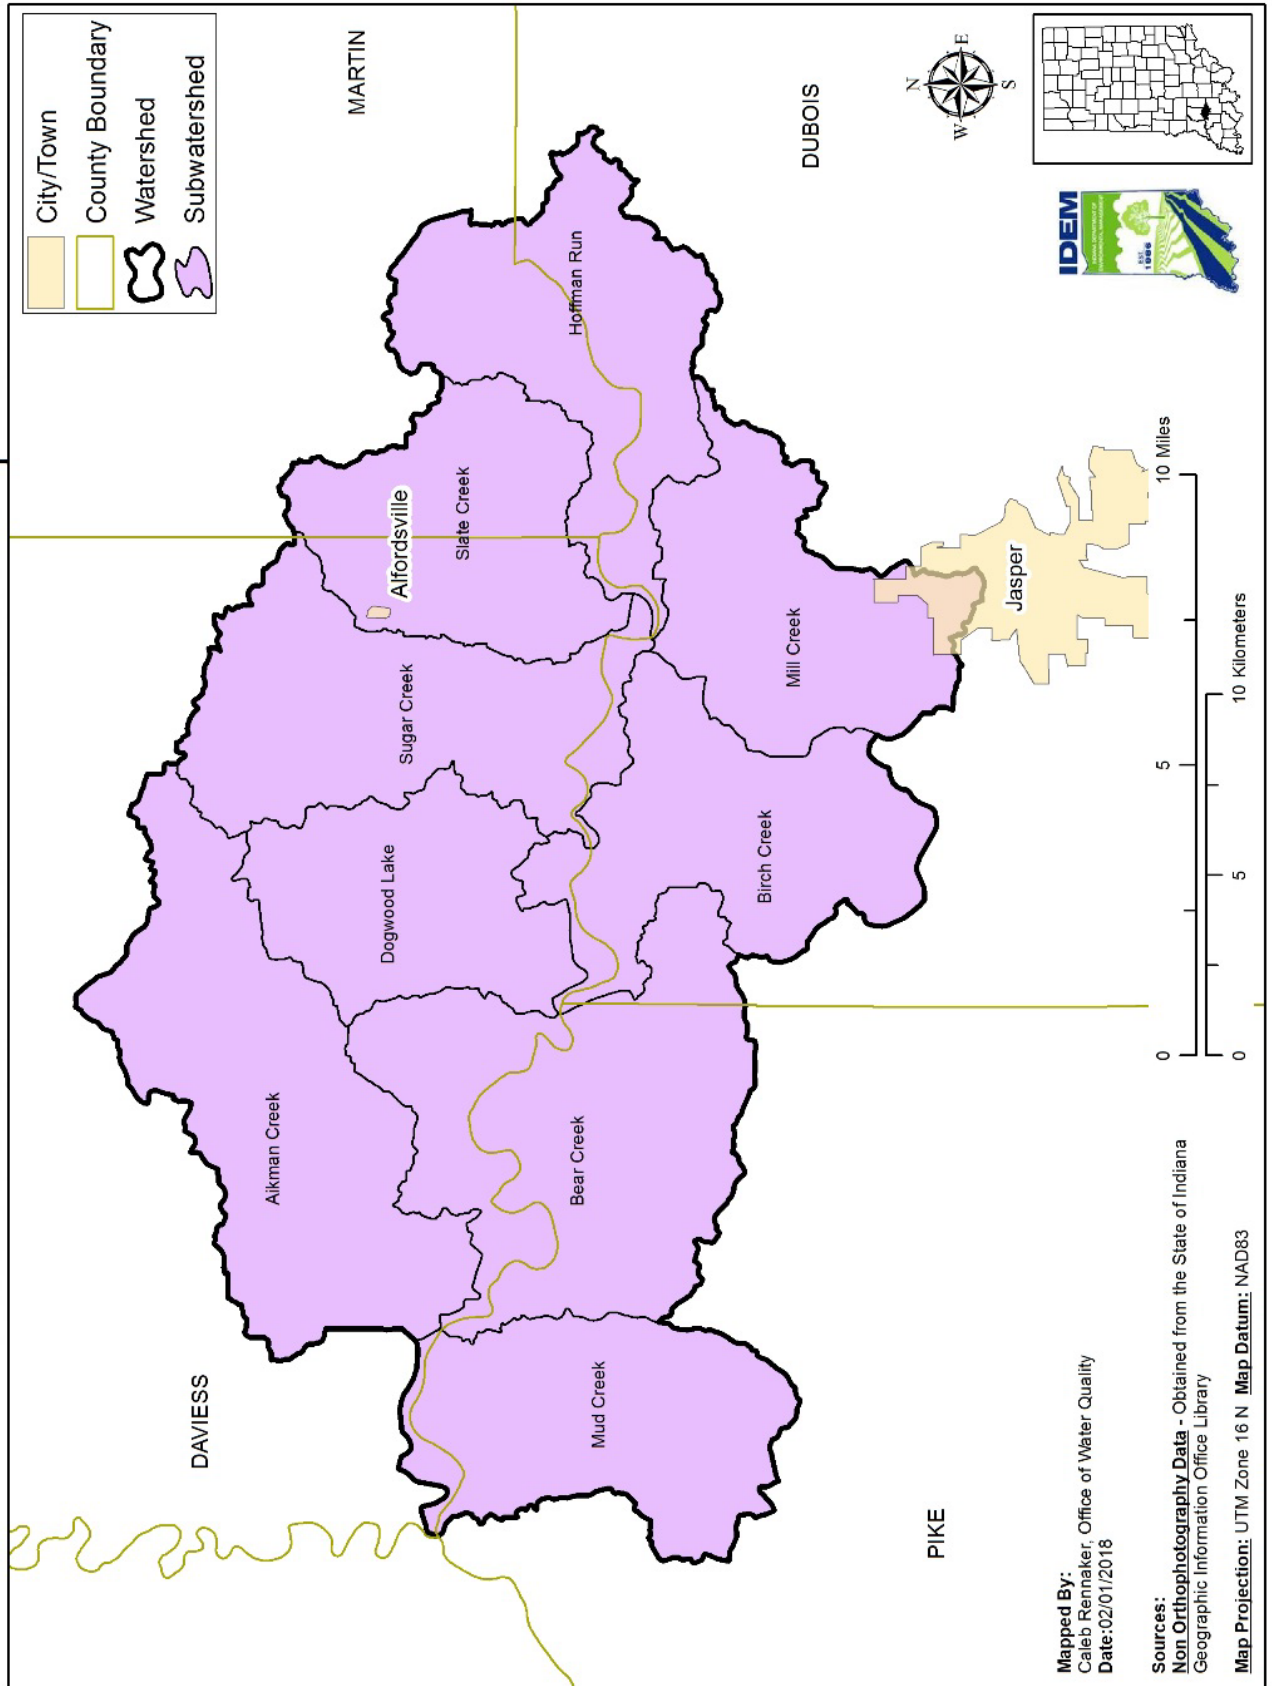 City/Town
County Boundary
Watershed
Subwatershed
MARTIN
DAVIESS
DUBOIS
PIKE
Aikman Creek
Sugar Creek
Alfordsville
Slate Creek
Dogwood Lake
Hoffman Run
Bear Creek
Mud Creek
Birch Creek
Mill Creek
Jasper
N
W
E
S
IDEM
EST.
1986
0
5
10 Miles
0
5
10 Kilometers
Mapped By:
Caleb Rennaker, Office of Water Quality
Date:02/01/2018
Sources:
Non Orthophotography Data - Obtained from the State of Indiana
Geographic Information Office Library
Map Projection: UTM Zone 16 N Map Datum: NAD83